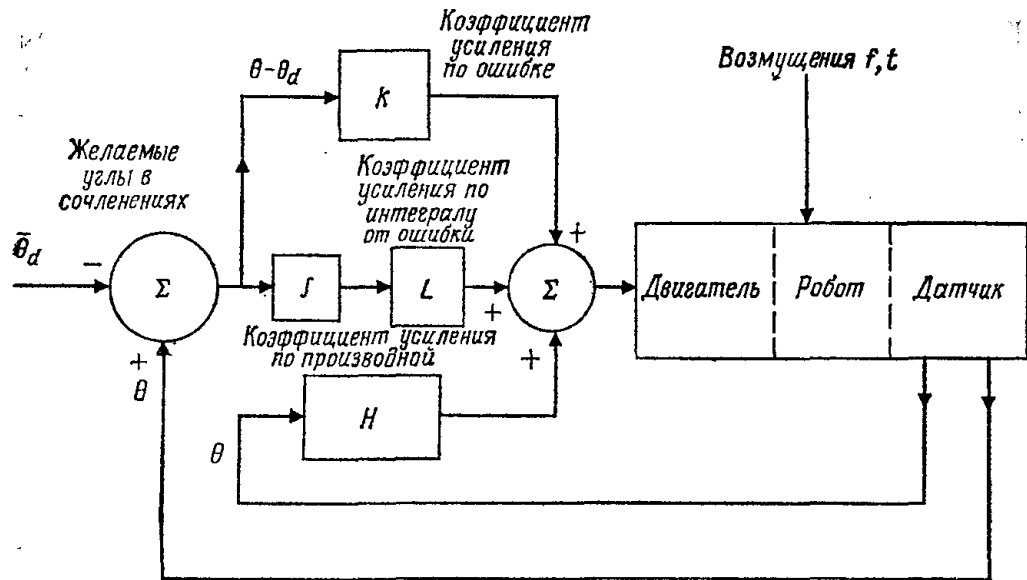 Коэффициент
усиления
по ошибке
θ-θd
K
Возмущения f,t
Желаемые
углы в
сочленениях
Коэффициент
усиления по
интегралу
от ошибки
+
θ̄d
−
Σ
∫
L
+
Σ
Двигатель
Робот
Датчик
Коэффициент усиления
по производной
+
+
θ
H
θ